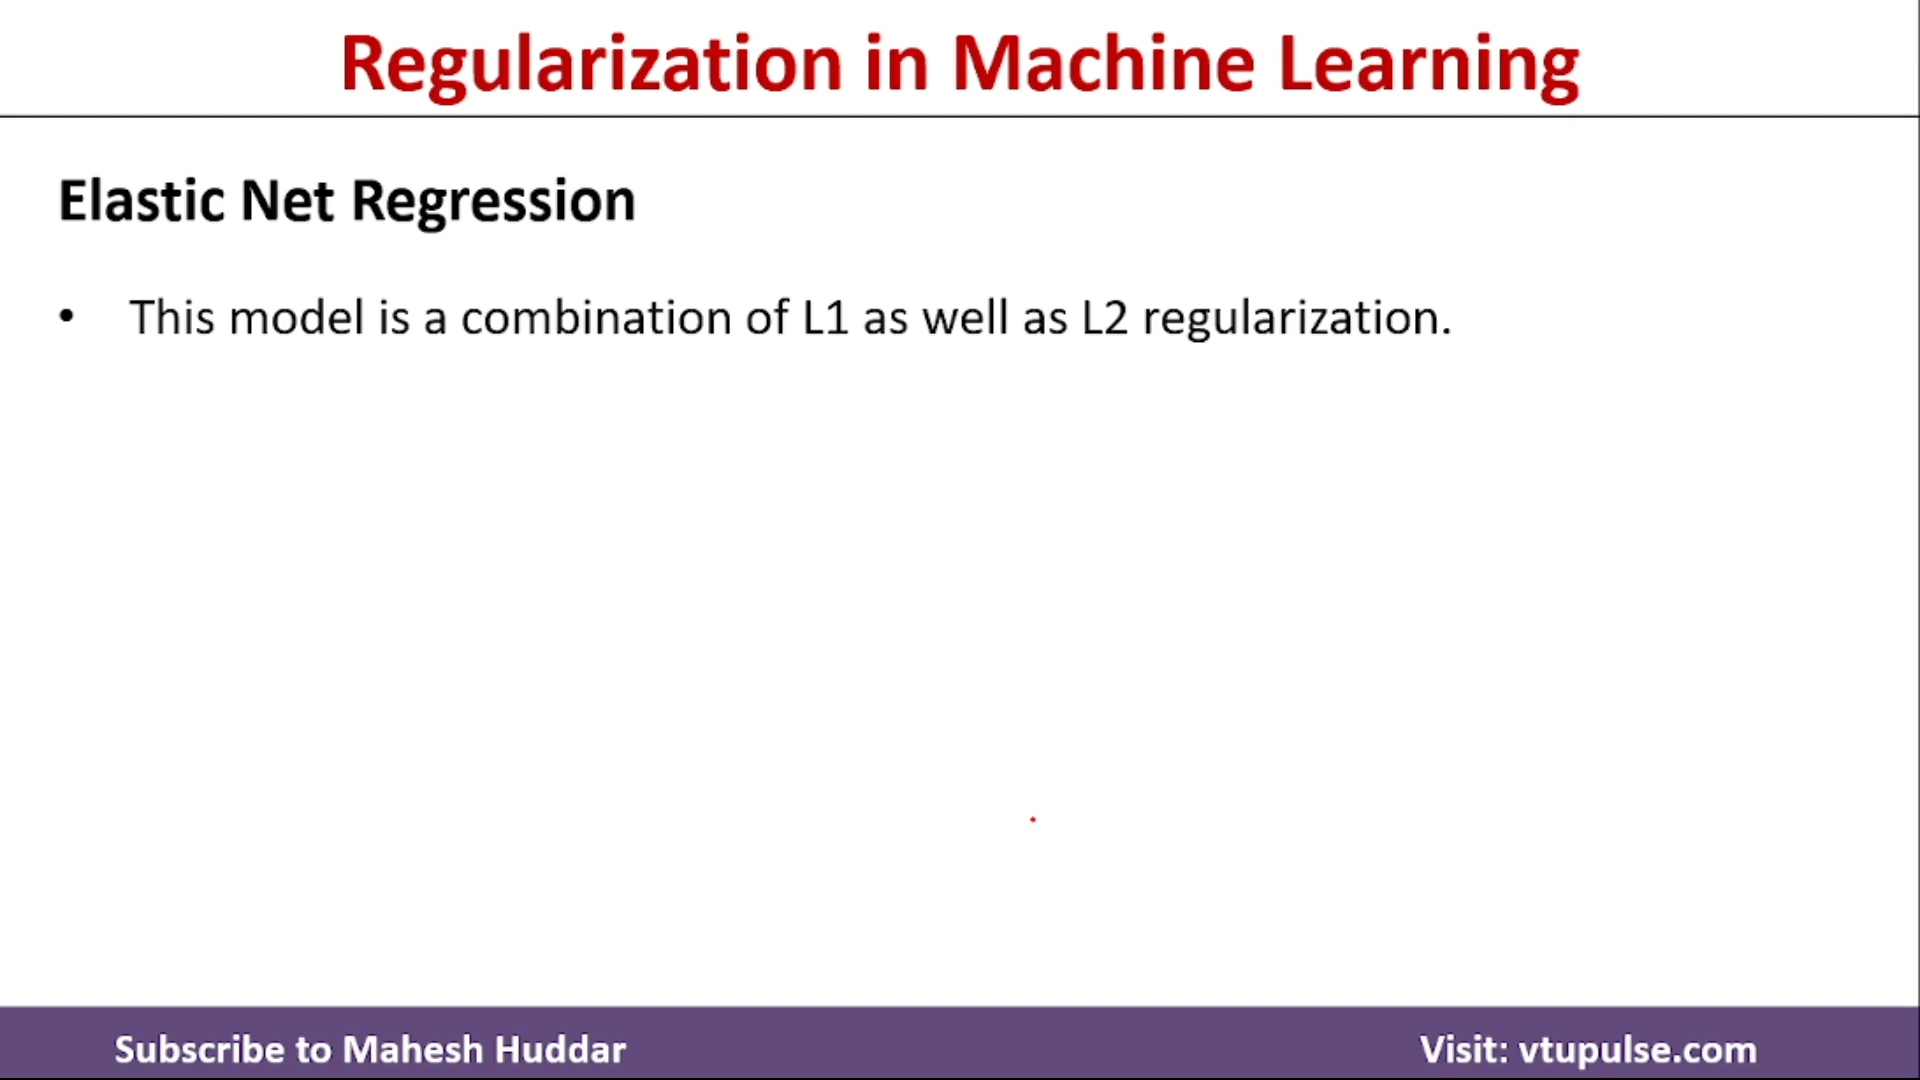 Regularization in Machine Learning
Elastic Net Regression
• This model is a combination of L1 as well as L2 regularization.
Subscribe to Mahesh Huddar
Visit: vtupulse.com